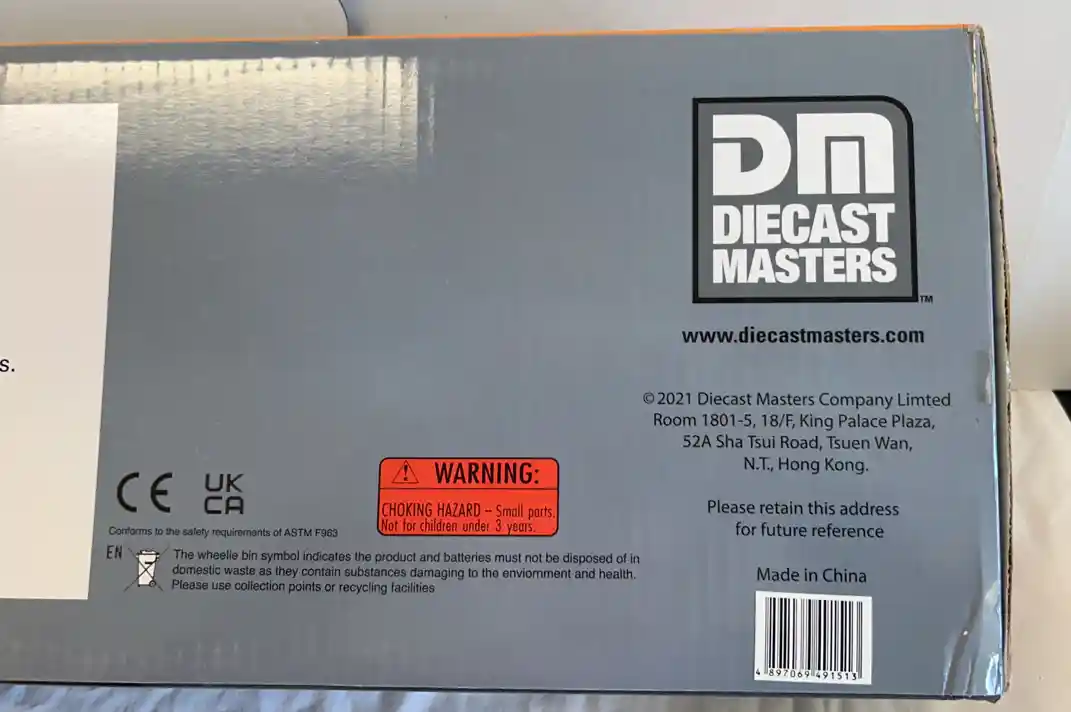 DM
DIECAST
MASTERS
TM
www.diecastmasters.com
s.
©2021 Diecast Masters Company Limted
Room 1801-5, 18/F, King Palace Plaza,
52A Sha Tsui Road, Tsuen Wan,
N.T., Hong Kong.
Please retain this address
for future reference
Made in China
4 897069 491513
CE UK
CA
Conforms to the safety requirements of ASTM F963
WARNING:
CHOKING HAZARD – Small parts.
Not for children under 3 years.
EN
The wheelie bin symbol indicates the product and batteries must not be disposed of in
domestic waste as they contain substances damaging to the enviornment and health.
Please use collection points or recycling facilities